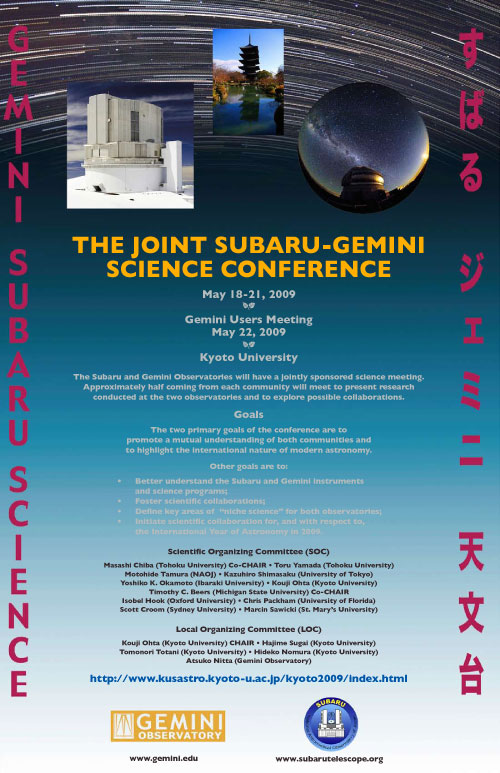 GEMINI SUBARU SCIENCE
すばる ジェミニ 天文台
THE JOINT SUBARU-GEMINI
SCIENCE CONFERENCE
May 18-21, 2009
Gemini Users Meeting
May 22, 2009
Kyoto University
The Subaru and Gemini Observatories will have a jointly sponsored science meeting.
Approximately half coming from each community will meet to present research
conducted at the two observatories and to explore possible collaborations.
Goals
The two primary goals of the conference are to
promote a mutual understanding of both communities and
to highlight the international nature of modern astronomy.
Other goals are to:
• Better understand the Subaru and Gemini instruments
and science programs;
• Foster scientific collaborations;
• Define key areas of "niche science" for both observatories;
• Initiate scientific collaboration for, and with respect to,
the International Year of Astronomy in 2009.
Scientific Organizing Committee (SOC)
Masashi Chiba (Tohoku University) Co-CHAIR • Toru Yamada (Tohoku University)
Motohide Tamura (NAOJ) • Kazuhiro Shimasaku (University of Tokyo)
Yoshiko K. Okamoto (Ibaraki University) • Kouji Ohta (Kyoto University)
Timothy C. Beers (Michigan State University) Co-CHAIR
Isobel Hook (Oxford University) • Chris Packham (University of Florida)
Scott Croom (Sydney University) • Marcin Sawicki (St. Mary's University)
Local Organizing Committee (LOC)
Kouji Ohta (Kyoto University) CHAIR • Hajime Sugai (Kyoto University)
Tomonori Totani (Kyoto University) • Hideko Nomura (Kyoto University)
Atsuko Nitta (Gemini Observatory)
http://www.kusastro.kyoto-u.ac.jp/kyoto2009/index.html
GEMINI
OBSERVATORY
SUBARU
www.gemini.edu
www.subarutelescope.org